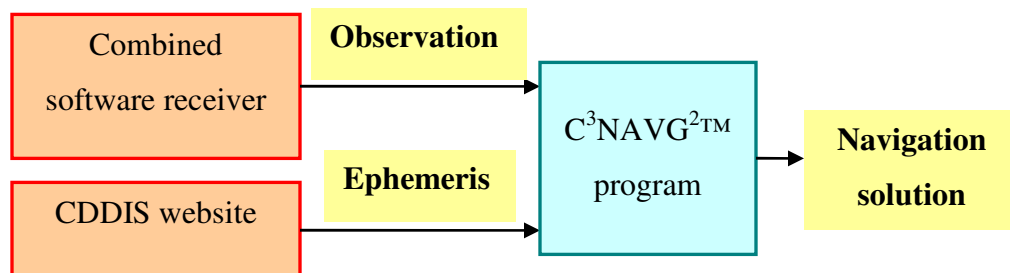 Combined
software receiver
Observation
C³NAVG²™
program
Navigation
solution
Ephemeris
CDDIS website